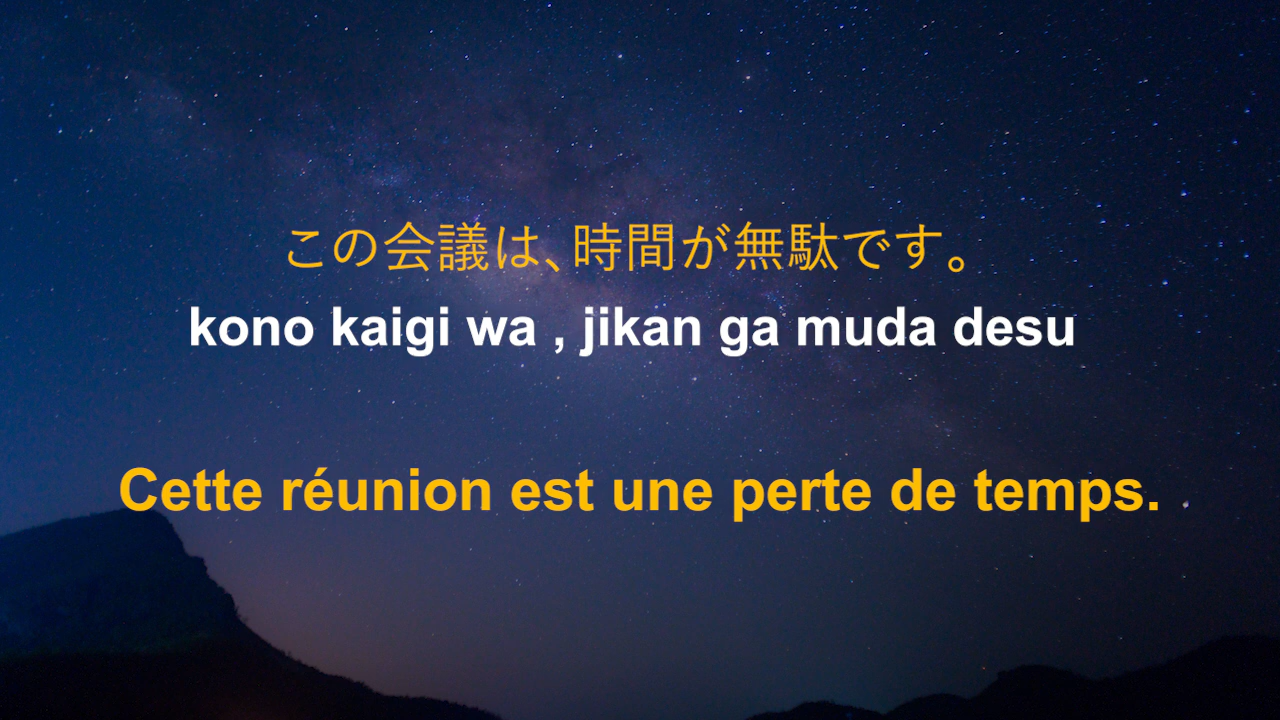 この会議は、時間が無駄です。
kono kaigi wa , jikan ga muda desu
Cette réunion est une perte de temps.